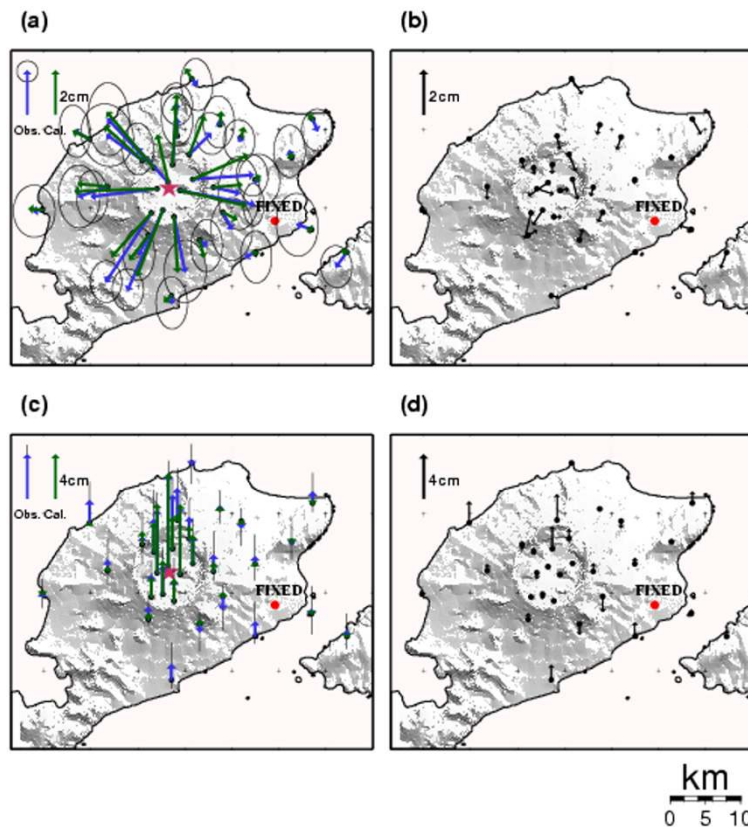 (a)
(b)
2cm
Obs. Cal.
FIXED
2cm
FIXED
(c)
(d)
4cm
Obs. Cal.
FIXED
4cm
FIXED
km
0 5 10